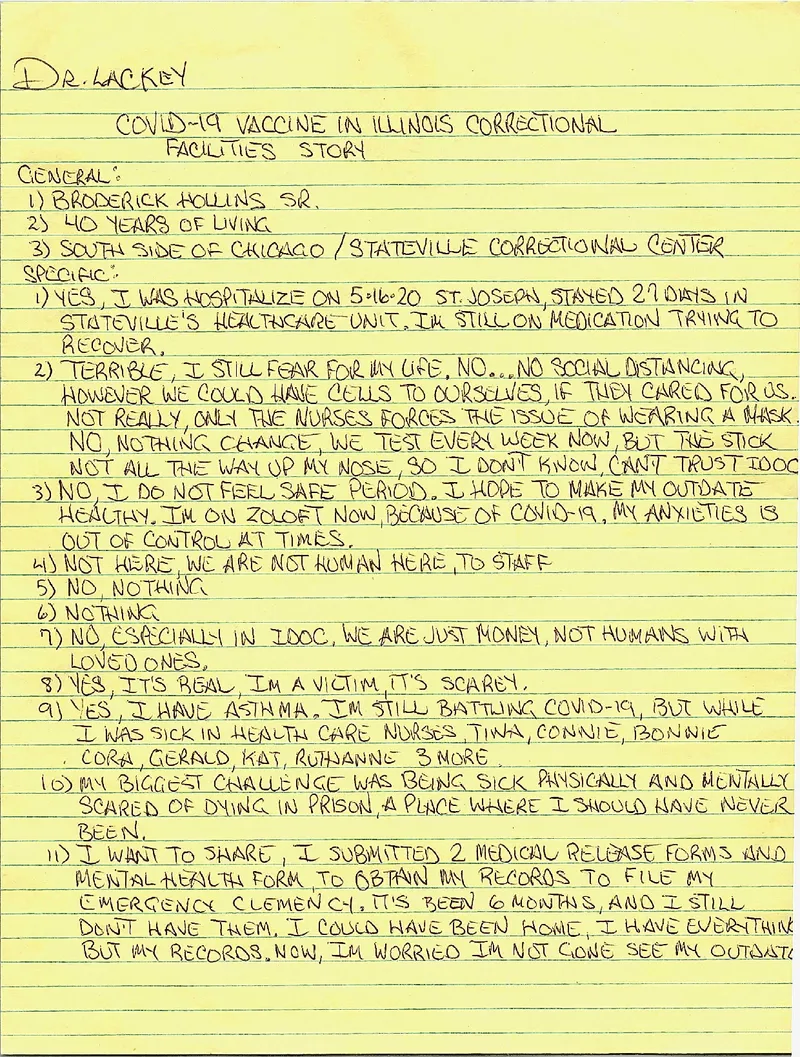 DR. LACKEY
COVID-19 VACCINE IN ILLINOIS CORRECTIONAL
FACILITIES STORY
GENERAL:
1) BRODERICK HOLLINS SR.
2) 40 YEARS OF LIVING
3) SOUTH SIDE OF CHICAGO / STATEVILLE CORRECTIONAL CENTER
SPECIFIC:
1) YES, I WAS HOSPITALIZE ON 5-16-20 ST. JOSEPH, STAYED 27 DAYS IN
STATEVILLE'S HEALTHCARE UNIT. IM STILL ON MEDICATION TRYING TO
RECOVER.
2) TERRIBLE, I STILL FEAR FOR MY LIFE. NO...NO SOCIAL DISTANCING,
HOWEVER WE COULD HAVE CELLS TO OURSELVES, IF THEY CARED FOR US.
NOT REALLY, ONLY THE NURSES FORCES THE ISSUE OF WEARING A MASK.
NO, NOTHING CHANGE, WE TEST EVERY WEEK NOW, BUT THE STICK
NOT ALL THE WAY UP MY NOSE, SO I DON'T KNOW, CAN'T TRUST IDOC
3) NO, I DO NOT FEEL SAFE PERIOD. I HOPE TO MAKE MY OUTDATE
HEALTHY. IM ON ZOLOFT NOW, BECAUSE OF COVID-19. MY ANXIETIES IS
OUT OF CONTROL AT TIMES.
4) NOT HERE, WE ARE NOT HUMAN HERE, TO STAFF
5) NO, NOTHING
6) NOTHING
7) NO, ESPECIALLY IN IDOC. WE ARE JUST MONEY, NOT HUMANS WITH
LOVED ONES.
8) YES, IT'S REAL, IM A VICTIM, IT'S SCAREY.
9) YES, I HAVE ASTHMA. IM STILL BATTLING COVID-19, BUT WHILE
I WAS SICK IN HEALTH CARE NURSES, TINA, CONNIE, BONNIE
CORA, GERALD, KAT, RUTHANNE 3 MORE.
10) MY BIGGEST CHALLENGE WAS BEING SICK PHYSICALLY AND MENTALLY
SCARED OF DYING IN PRISON, A PLACE WHERE I SHOULD HAVE NEVER
BEEN.
11) I WANT TO SHARE, I SUBMITTED 2 MEDICAL RELEASE FORMS AND
MENTAL HEALTH FORM, TO OBTAIN MY RECORDS TO FILE MY
EMERGENCY CLEMENCY. IT'S BEEN 6 MONTHS, AND I STILL
DON'T HAVE THEM. I COULD HAVE BEEN HOME, I HAVE EVERYTHIN
BUT MY RECORDS. NOW, IM WORRIED IM NOT GONE SEE MY OUTDAT